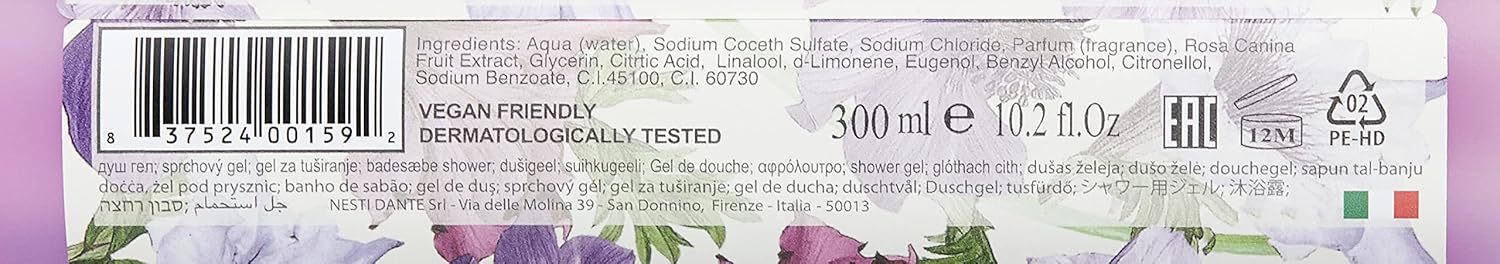 Ingredients: Aqua (water), Sodium Coceth Sulfate, Sodium Chloride, Parfum (fragrance), Rosa Canina
Fruit Extract, Glycerin, Cittric Acid, Linalool, d-Limonene, Eugenol, Benzyl Alcohol, Citronellol,
Sodium Benzoate, C.I.45100, C.I. 60730
VEGAN FRIENDLY
DERMATOLOGICALLY TESTED
300 ml e 10.2 fl.Oz
EAC
12M
02
PE-HD
8 37524 00159 2
душ гел; sprchový gel; gel za tuširanje; badesæbe shower; dušigeel; suihkugeeli; Gel de douche; αφρόλουτρο; shower gel; glóthach cith; dušas želeja; dušo želė; douchegel; sapun tal-banju
doċċa, żel pod prysznic; banho de sabão; gel de duș; sprchový gél; gel za tuširanje; gel de ducha; duschtvål; Duschgel; tusfürdő; シャワー用ジェル; 沐浴露;
جل استحمام; סבון רחצה
NESTI DANTE Srl - Via delle Molina 39 - San Donnino, Firenze - Italia - 50013